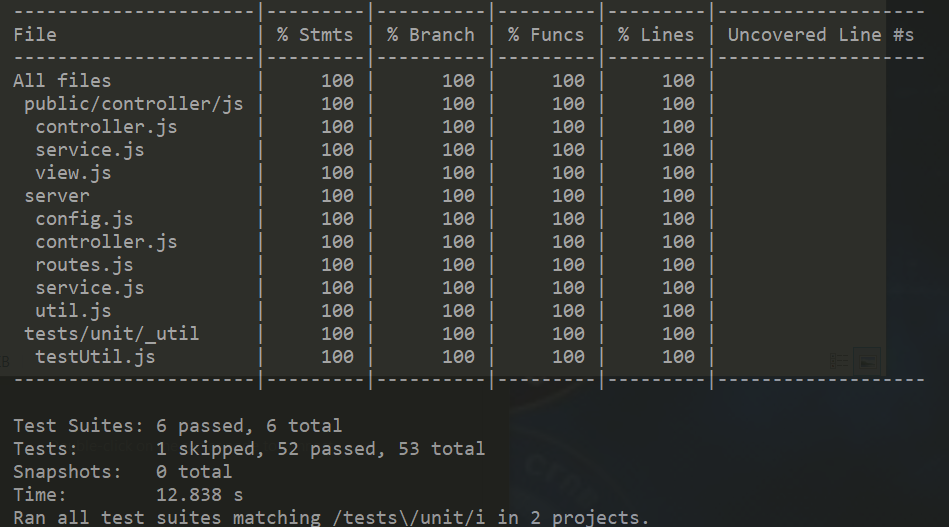 ----------------------|---------|----------|---------|---------|-------------------
File                  | % Stmts | % Branch | % Funcs | % Lines | Uncovered Line #s
----------------------|---------|----------|---------|---------|-------------------
All files             |     100 |      100 |     100 |     100 |
 public/controller/js |     100 |      100 |     100 |     100 |
  controller.js       |     100 |      100 |     100 |     100 |
  service.js          |     100 |      100 |     100 |     100 |
  view.js             |     100 |      100 |     100 |     100 |
 server               |     100 |      100 |     100 |     100 |
  config.js           |     100 |      100 |     100 |     100 |
  controller.js       |     100 |      100 |     100 |     100 |
  routes.js           |     100 |      100 |     100 |     100 |
  service.js          |     100 |      100 |     100 |     100 |
  util.js             |     100 |      100 |     100 |     100 |
 tests/unit/_util     |     100 |      100 |     100 |     100 |
  testUtil.js         |     100 |      100 |     100 |     100 |
----------------------|---------|----------|---------|---------|-------------------
Test Suites: 6 passed, 6 total
Tests:       1 skipped, 52 passed, 53 total
Snapshots:   0 total
Time:        12.838 s
Ran all test suites matching /tests\/unit/i in 2 projects.